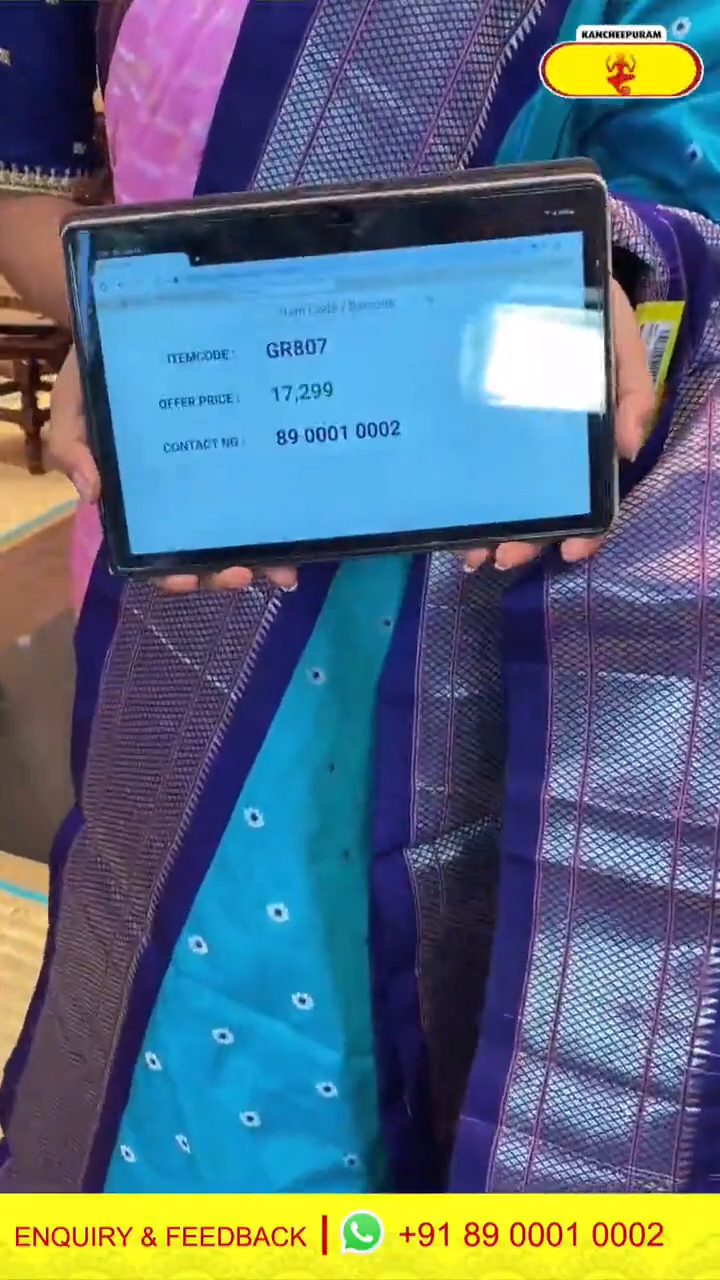 KANCHEEPURAM
Item Code / Barcode
ITEMCODE : GR807
OFFER PRICE : 17,299
CONTACT NO : 89 0001 0002
ENQUIRY & FEEDBACK | +91 89 0001 0002